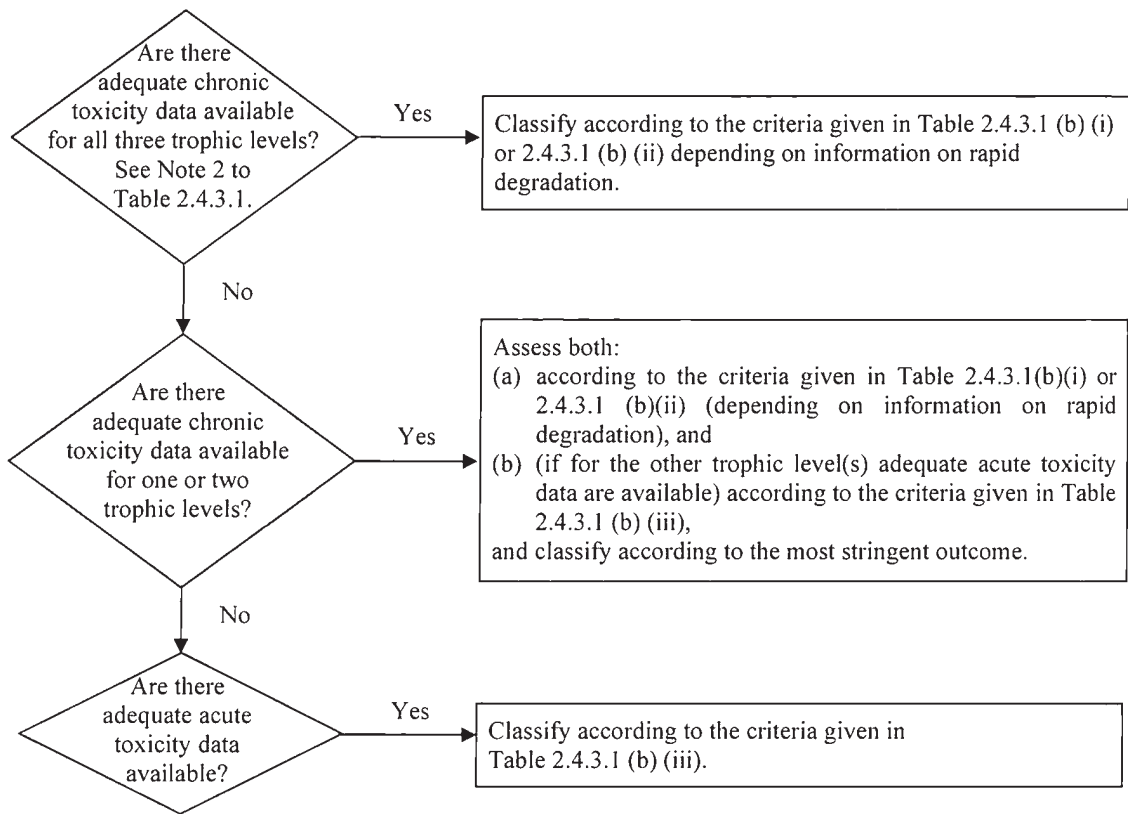 Are there
adequate chronic
toxicity data available
for all three trophic levels?
See Note 2 to
Table 2.4.3.1.
Yes
Classify according to the criteria given in Table 2.4.3.1 (b) (i)
or 2.4.3.1 (b) (ii) depending on information on rapid
degradation.
No
Are there
adequate chronic
toxicity data available
for one or two
trophic levels?
Yes
Assess both:
(a) according to the criteria given in Table 2.4.3.1(b)(i) or
2.4.3.1 (b)(ii) (depending on information on rapid
degradation), and
(b) (if for the other trophic level(s) adequate acute toxicity
data are available) according to the criteria given in Table
2.4.3.1 (b) (iii),
and classify according to the most stringent outcome.
No
Are there
adequate acute
toxicity data
available?
Yes
Classify according to the criteria given in
Table 2.4.3.1 (b) (iii).